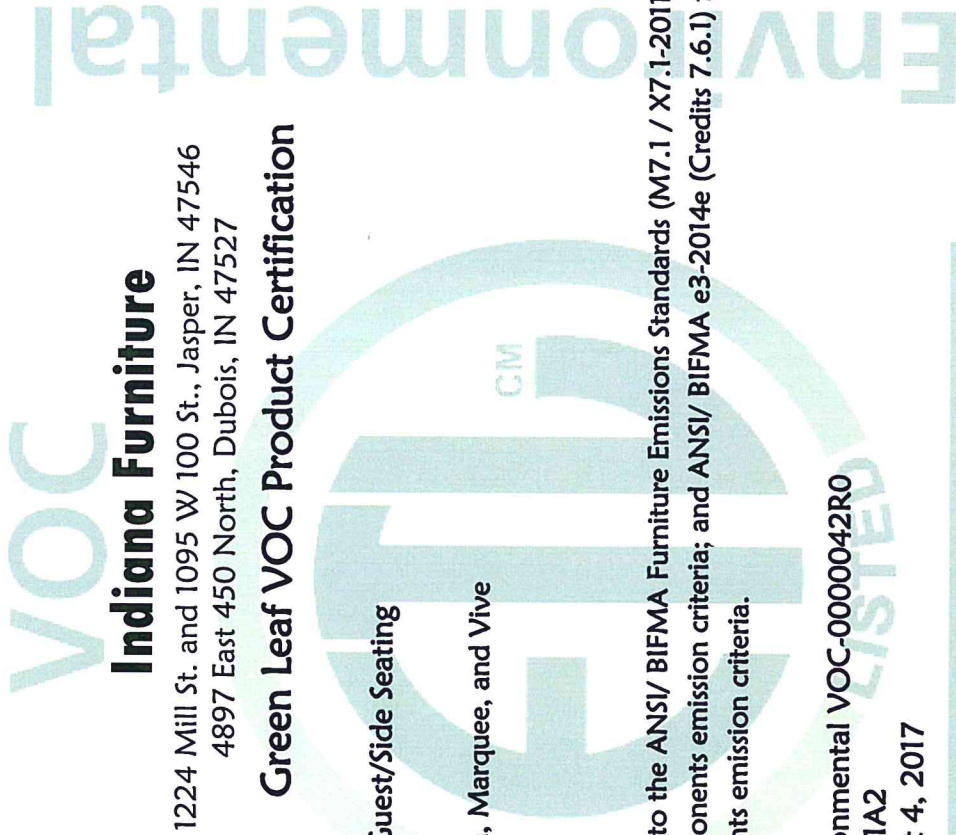 VOC
Indiana Furniture
1224 Mill St. and 1095 W 100 St., Jasper, IN 47546
4897 East 450 North, Dubois, IN 47527
Green Leaf VOC Product Certification
Guest/Side Seating
, Marquee, and Vive
CM
to the ANSI/ BIFMA Furniture Emissions Standards (M7.1 / X7.1-2011
onents emission criteria; and ANSI/ BIFMA e3-2014e (Credits 7.6.1)
nts emission criteria.
onmental VOC-0000042R0
LISTED
1A2
4, 2017
Environmental